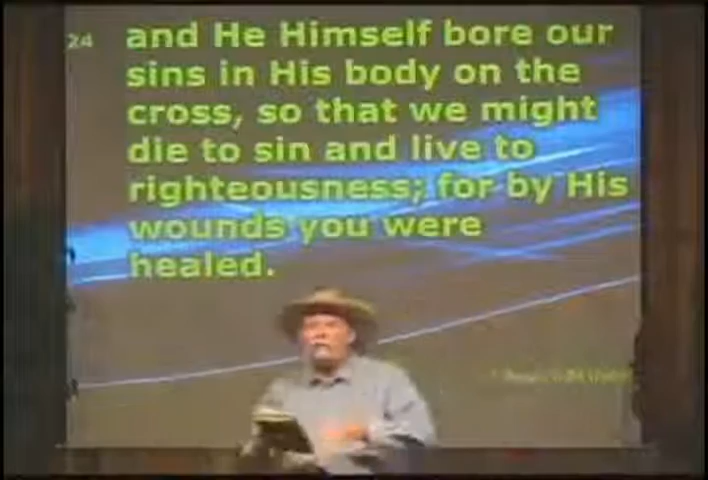 24 and He Himself bore our
sins in His body on the
cross, so that we might
die to sin and live to
righteousness; for by His
wounds you were
healed.